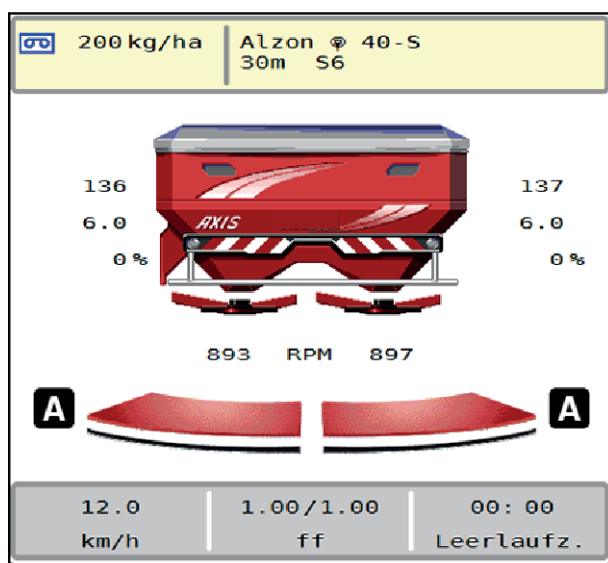 200 kg/ha
Alzon 40-S
30m S6
136
137
6.0
AXIS
6.0
0 %
0 %
893 RPM 897
A
A
12.0
1.00/1.00
00:00
km/h
ff
Leerlaufz.